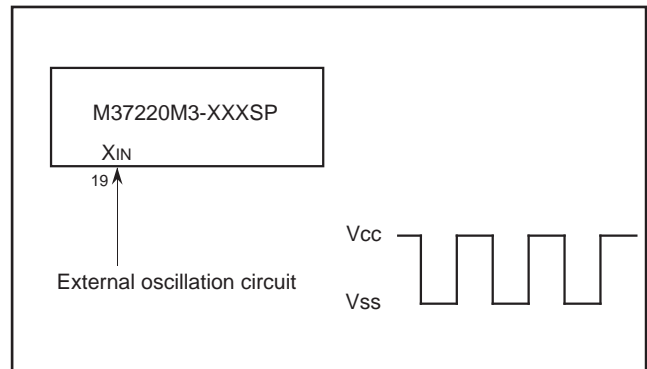 M37220M3-XXXSP
XIN
19
External oscillation circuit
Vcc
Vss